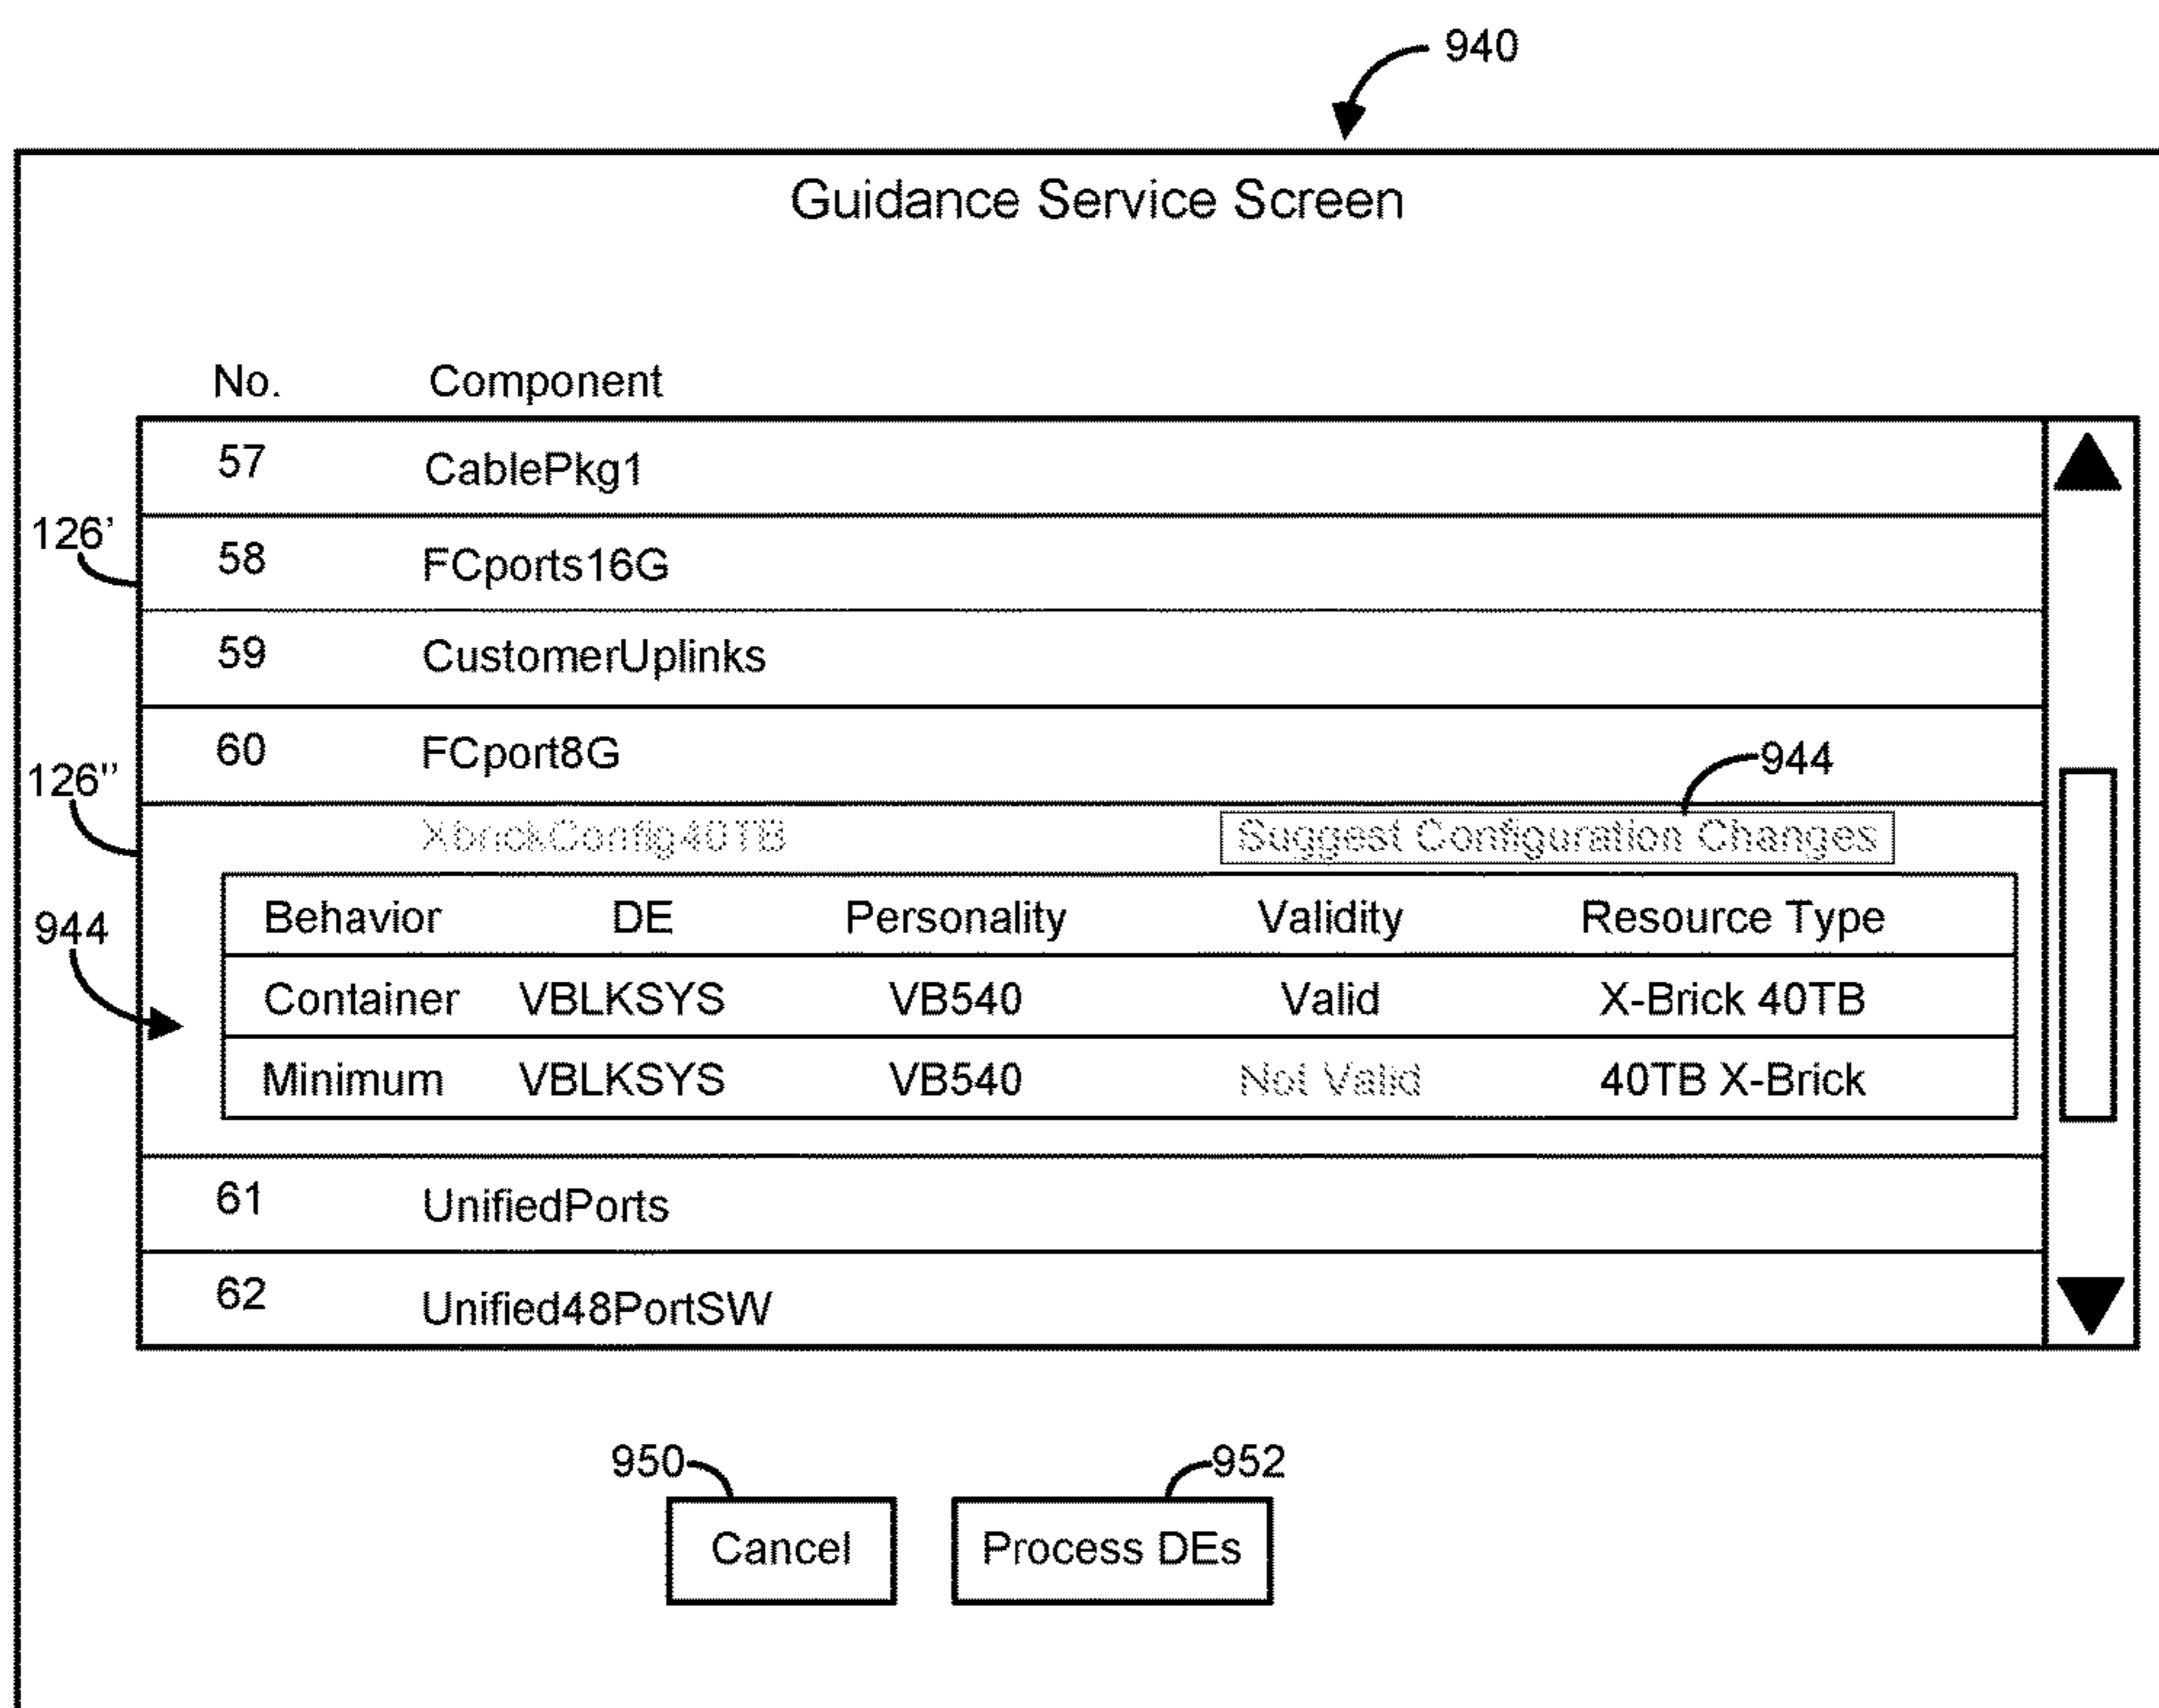 940
Guidance Service Screen
No. Component
57 CablePkg1
126' 58 FCports16G
59 CustomerUplinks
60 FCport8G
944
126" XbrickConfig40TB Suggest Configuration Changes
944 Behavior DE Personality Validity Resource Type
Container VBLKSYS VB540 Valid X-Brick 40TB
Minimum VBLKSYS VB540 Not Valid 40TB X-Brick
61 UnifiedPorts
62 Unified48PortSW
950 952
Cancel Process DEs